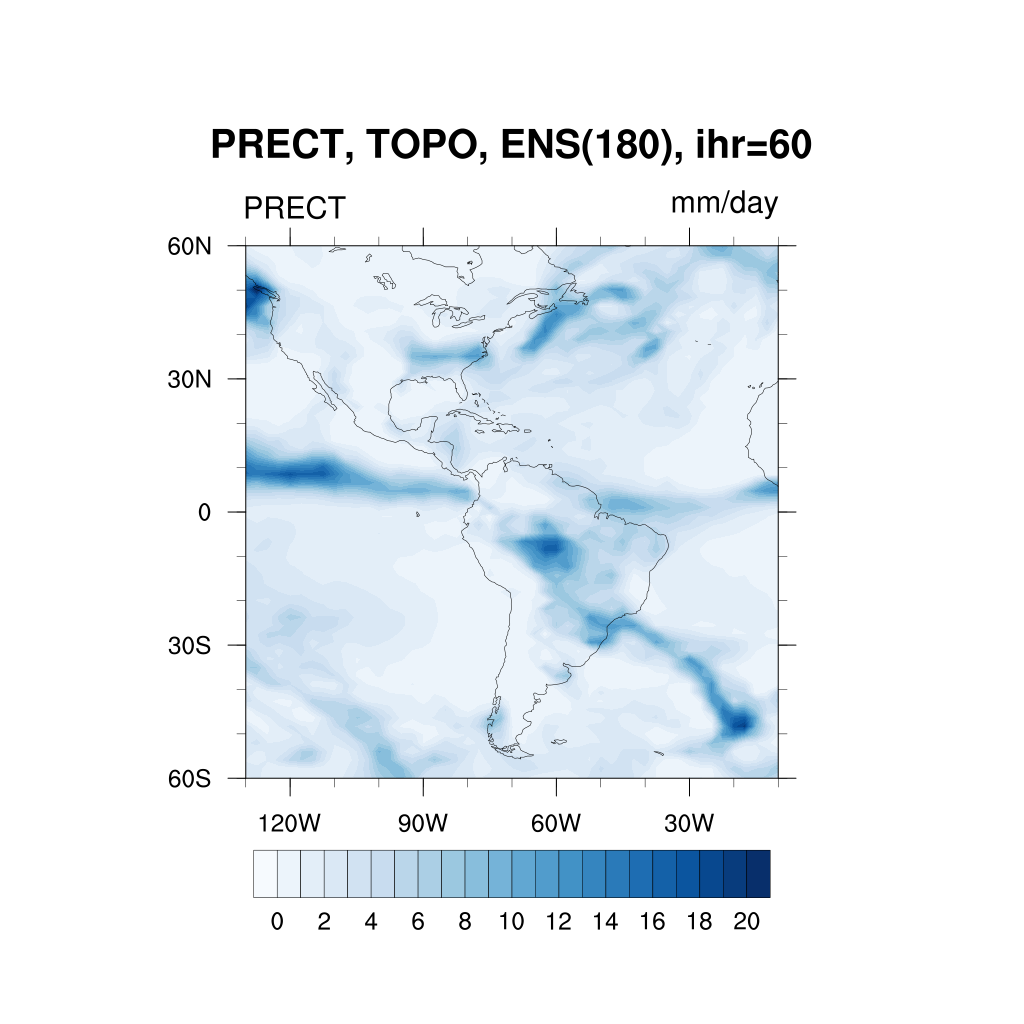 PRECT, TOPO, ENS(180), ihr=60
PRECT mm/day
60N
30N
0
30S
60S
120W 90W 60W 30W
0 2 4 6 8 10 12 14 16 18 20